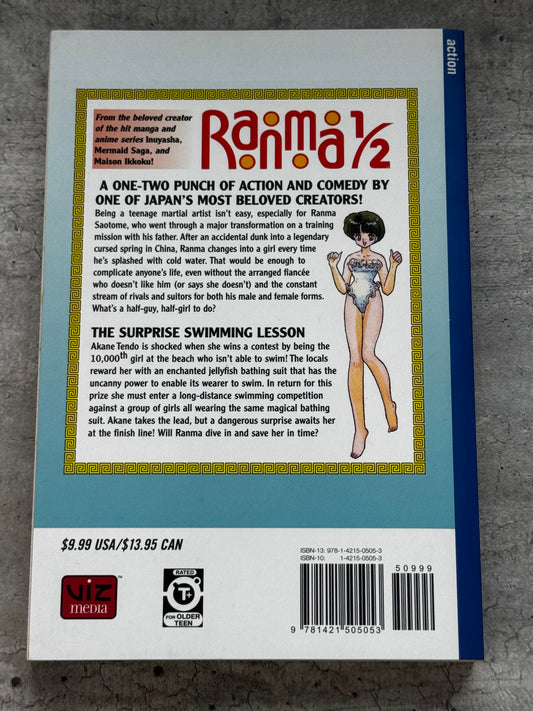 action
From the beloved creator
of the hit manga and
anime series Inuyasha,
Mermaid Saga, and
Maison Ikkoku!
Ranma 1/2
A ONE-TWO PUNCH OF ACTION AND COMEDY BY
ONE OF JAPAN'S MOST BELOVED CREATORS!
Being a teenage martial artist isn't easy, especially for Ranma
Saotome, who went through a major transformation on a training
mission with his father. After an accidental dunk into a legendary
cursed spring in China, Ranma changes into a girl every time
he's splashed with cold water. That would be enough to
complicate anyone's life, even without the arranged fiancée
who doesn't like him (or says she doesn't) and the constant
stream of rivals and suitors for both his male and female forms.
What's a half-guy, half-girl to do?
THE SURPRISE SWIMMING LESSON
Akane Tendo is shocked when she wins a contest by being the
10,000th girl at the beach who isn't able to swim! The locals
reward her with an enchanted jellyfish bathing suit that has the
uncanny power to enable its wearer to swim. In return for this
prize she must enter a long-distance swimming competition
against a group of girls all wearing the same magical bathing
suit. Akane takes the lead, but a dangerous surprise awaits her
at the finish line! Will Ranma dive in and save her in time?
$9.99 USA/$13.95 CAN
ISBN-13: 978-1-4215-0505-3
ISBN-10: 1-4215-0505-3
50999
9 781421 505053
VIZ
MEDIA
™
RATED
T+
FOR OLDER
TEEN